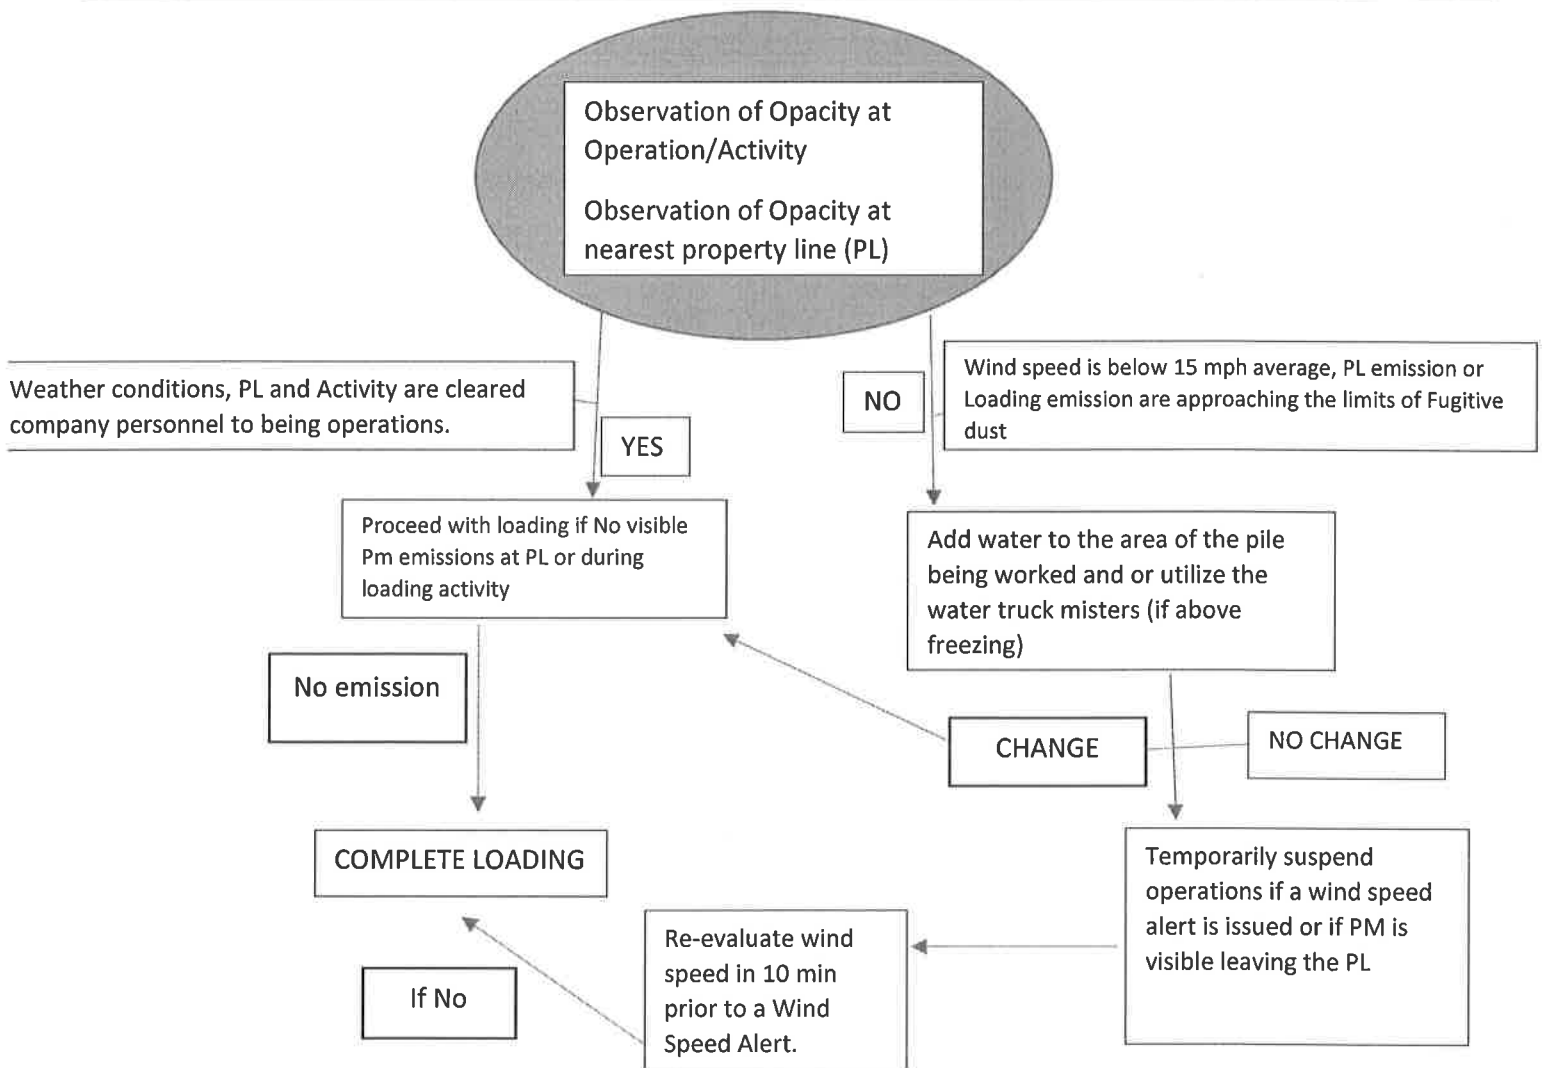 Observation of Opacity at
Operation/Activity
Observation of Opacity at
nearest property line (PL)
Weather conditions, PL and Activity are cleared
company personnel to being operations.
YES
NO
Wind speed is below 15 mph average, PL emission or
Loading emission are approaching the limits of Fugitive
dust
Proceed with loading if No visible
Pm emissions at PL or during
loading activity
Add water to the area of the pile
being worked and or utilize the
water truck misters (if above
freezing)
No emission
CHANGE
NO CHANGE
COMPLETE LOADING
Temporarily suspend
operations if a wind speed
alert is issued or if PM is
visible leaving the PL
Re-evaluate wind
speed in 10 min
prior to a Wind
Speed Alert.
If No